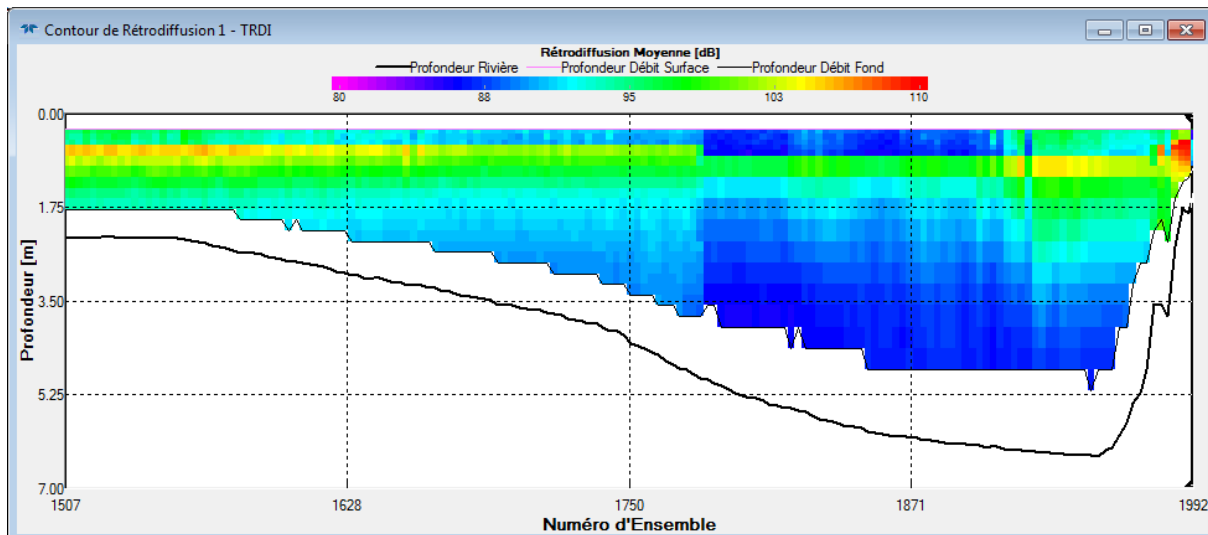 Contour de Rétrodiffusion 1 - TRDI
Rétrodiffusion Moyenne [dB]
Profondeur Rivière Profondeur Débit Surface Profondeur Débit Fond
80 88 95 103 110
0.00
1.75
3.50
5.25
7.00
Profondeur [m]
1507 1628 1750 1871 1992
Numéro d'Ensemble